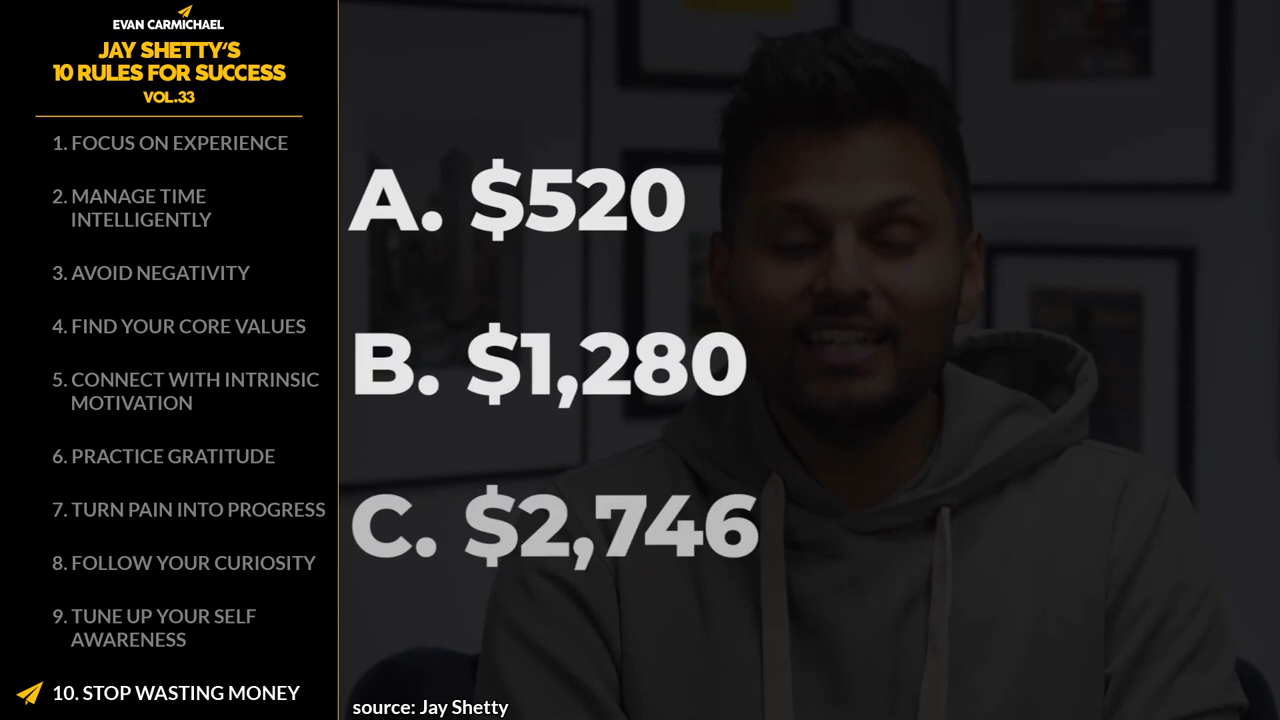 EVAN CARMICHAEL
JAY SHETTY'S
10 RULES FOR SUCCESS
VOL.33
1. FOCUS ON EXPERIENCE
2. MANAGE TIME
INTELLIGENTLY
3. AVOID NEGATIVITY
4. FIND YOUR CORE VALUES
5. CONNECT WITH INTRINSIC
MOTIVATION
6. PRACTICE GRATITUDE
7. TURN PAIN INTO PROGRESS
8. FOLLOW YOUR CURIOSITY
9. TUNE UP YOUR SELF
AWARENESS
10. STOP WASTING MONEY
A. $520
B. $1,280
C. $2,746
source: Jay Shetty